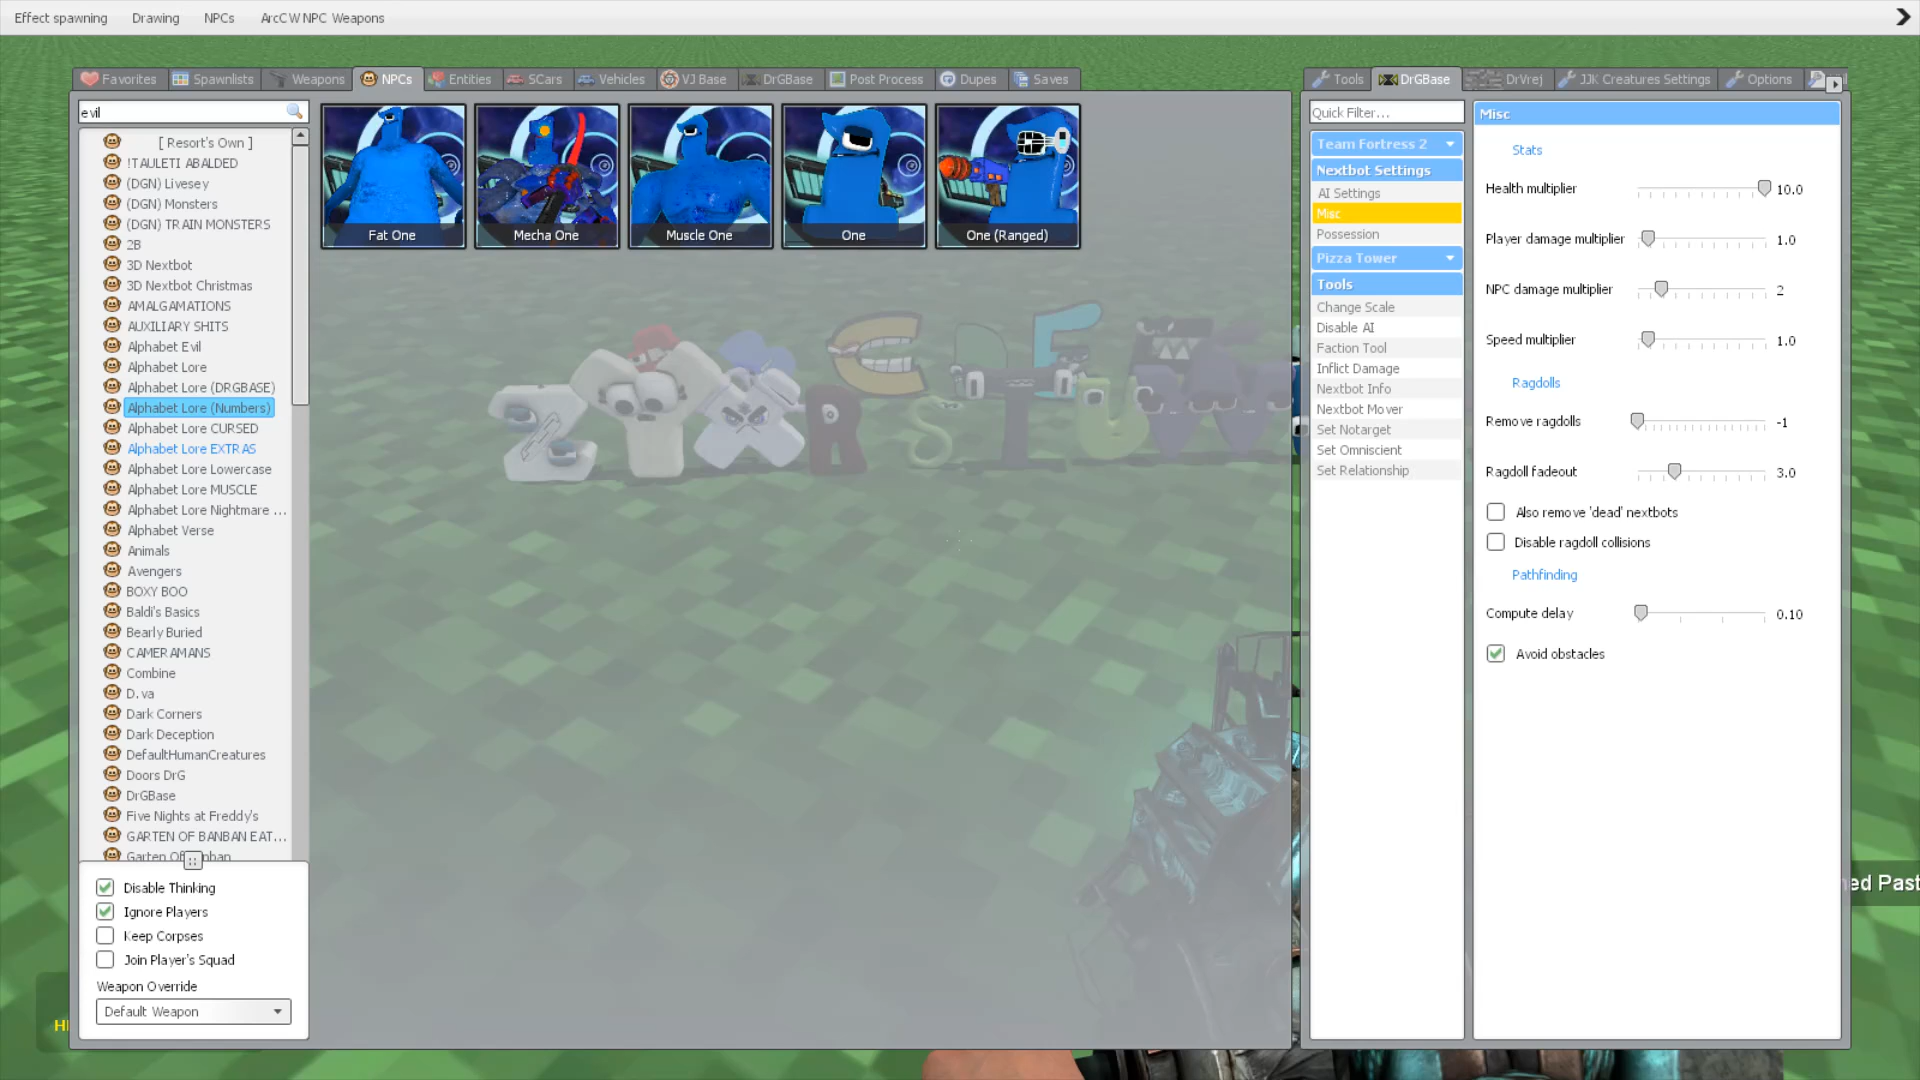 Effect spawning Drawing NPCs ArcCW NPC Weapons
Favorites Spawnlists Weapons NPCs Entities SCars Vehicles VJ Base DrGBase Post Process Dupes Saves
Tools DrGBase DrVrej JJK Creatures Settings Options
evil
[ Resort's Own ]
!TAULETI ABALDED
(DGN) Livesey
(DGN) Monsters
(DGN) TRAIN MONSTERS
2B
3D Nextbot
3D Nextbot Christmas
AMALGAMATIONS
AUXILIARY SHITS
Alphabet Evil
Alphabet Lore
Alphabet Lore (DRGBASE)
Alphabet Lore (Numbers)
Alphabet Lore CURSED
Alphabet Lore EXTRAS
Alphabet Lore Lowercase
Alphabet Lore MUSCLE
Alphabet Lore Nightmare ...
Alphabet Verse
Animals
Avengers
BOXY BOO
Baldi's Basics
Bearly Buried
CAMERAMANS
Combine
D.va
Dark Corners
Dark Deception
DefaultHumanCreatures
Doors DrG
DrGBase
Five Nights at Freddy's
GARTEN OF BANBAN EAT...
Disable Thinking
Ignore Players
Keep Corpses
Join Player's Squad
Weapon Override
Default Weapon
Fat One
Mecha One
Muscle One
One
One (Ranged)
Quick Filter...
Team Fortress 2
Nextbot Settings
AI Settings
Misc
Possession
Pizza Tower
Tools
Change Scale
Disable AI
Faction Tool
Inflict Damage
Nextbot Info
Nextbot Mover
Set Notarget
Set Omniscient
Set Relationship
Misc
Stats
Health multiplier 10.0
Player damage multiplier 1.0
NPC damage multiplier 2
Speed multiplier 1.0
Ragdolls
Remove ragdolls -1
Ragdoll fadeout 3.0
Also remove 'dead' nextbots
Disable ragdoll collisions
Pathfinding
Compute delay 0.10
Avoid obstacles
ed Past